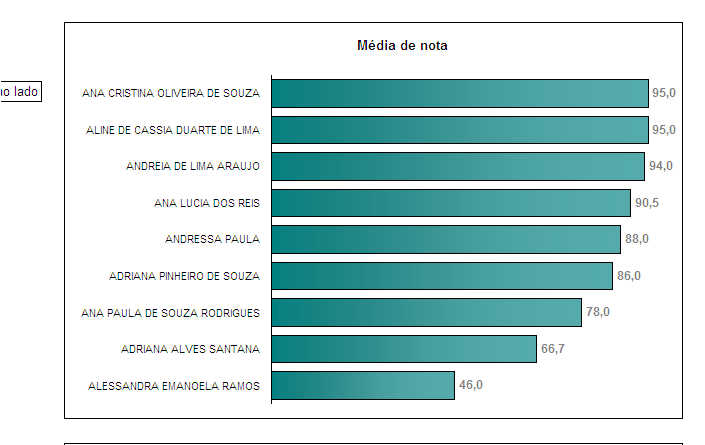 Média de nota
ao lado
ANA CRISTINA OLIVEIRA DE SOUZA 95,0
ALINE DE CASSIA DUARTE DE LIMA 95,0
ANDREIA DE LIMA ARAUJO 94,0
ANA LUCIA DOS REIS 90,5
ANDRESSA PAULA 88,0
ADRIANA PINHEIRO DE SOUZA 86,0
ANA PAULA DE SOUZA RODRIGUES 78,0
ADRIANA ALVES SANTANA 66,7
ALESSANDRA EMANOELA RAMOS 46,0